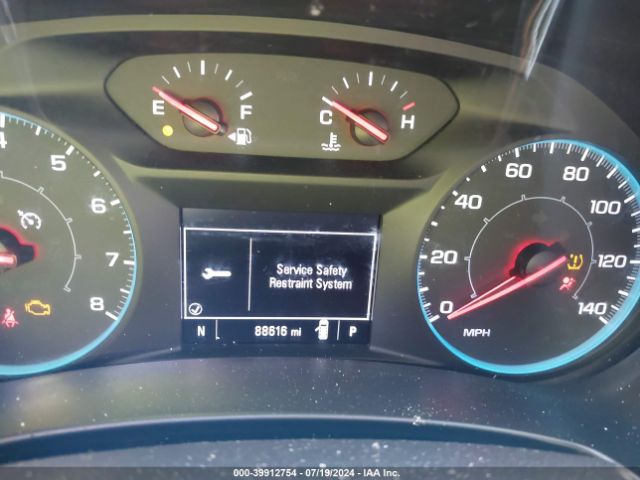 E F
C H
4 5 6 7 8
0 20 40 60 80 100 120 140
MPH
Service Safety
Restraint System
N 88616 mi P
000-39912754 - 07/19/2024 - IAA Inc.